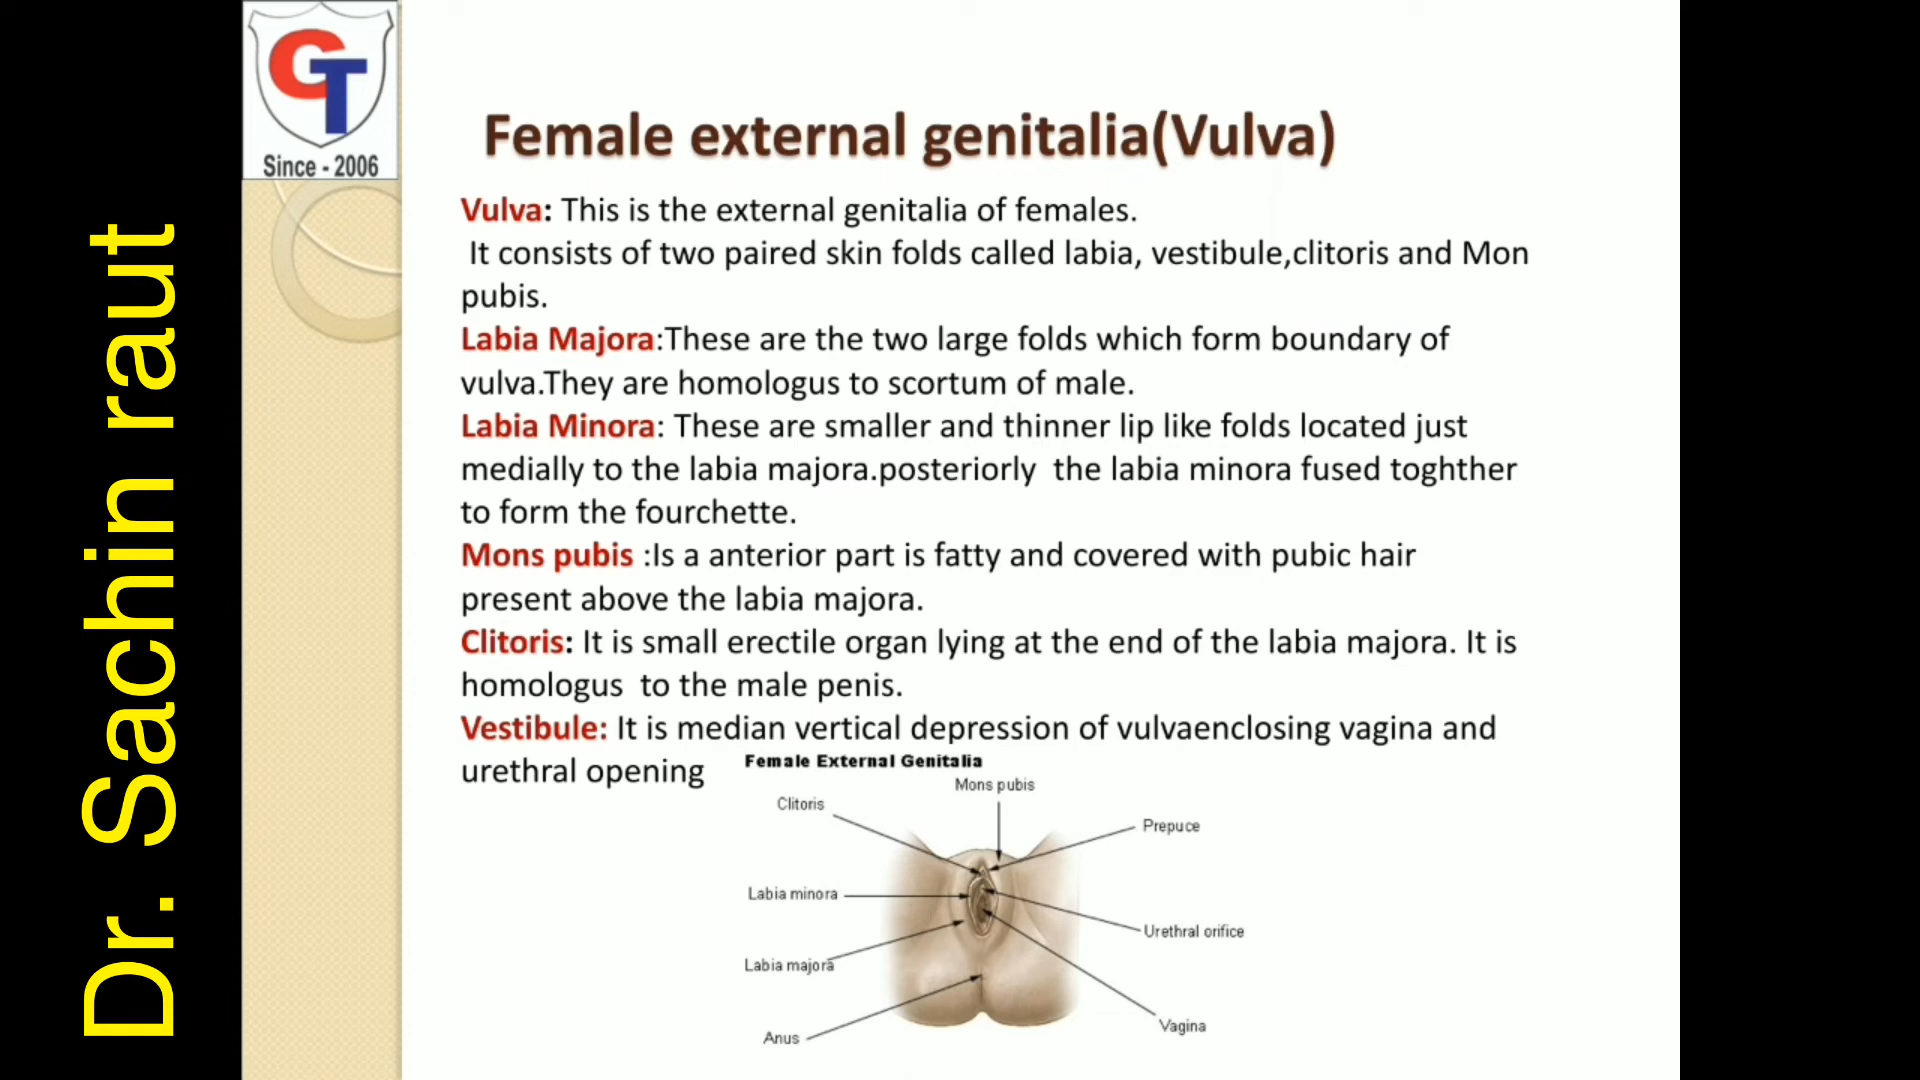 GT
Since - 2006
Dr. Sachin raut
Female external genitalia(Vulva)
Vulva: This is the external genitalia of females.
It consists of two paired skin folds called labia, vestibule,clitoris and Mon
pubis.
Labia Majora:These are the two large folds which form boundary of
vulva.They are homologus to scortum of male.
Labia Minora: These are smaller and thinner lip like folds located just
medially to the labia majora.posteriorly the labia minora fused toghther
to form the fourchette.
Mons pubis :Is a anterior part is fatty and covered with pubic hair
present above the labia majora.
Clitoris: It is small erectile organ lying at the end of the labia majora. It is
homologus to the male penis.
Vestibule: It is median vertical depression of vulvaenclosing vagina and
urethral opening
Female External Genitalia
Mons pubis
Clitoris
Prepuce
Labia minora
Urethral orifice
Labia majora
Vagina
Anus